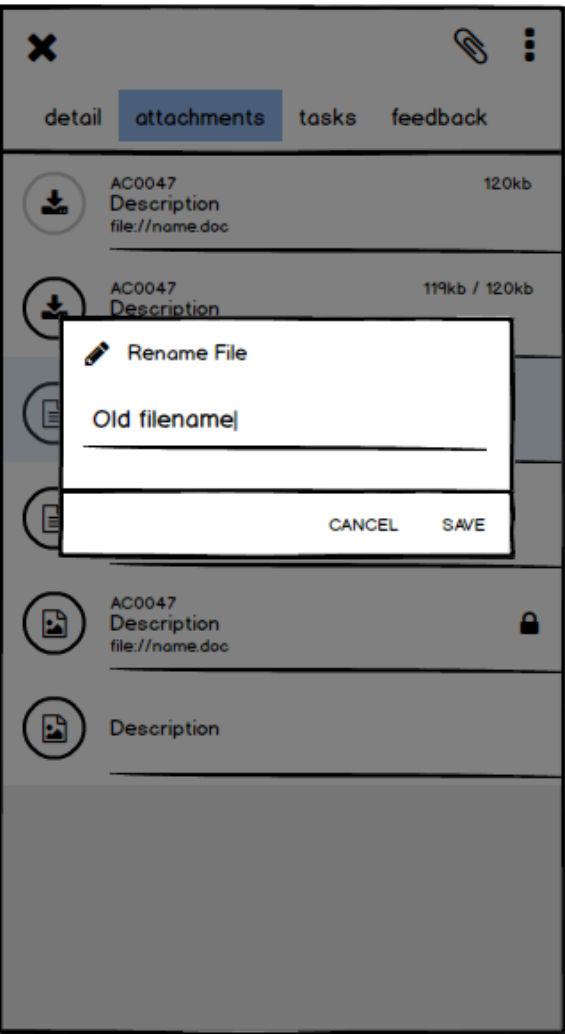 detail attachments tasks feedback
AC0047 120kb
Description
file://name.doc
AC0047 119kb / 120kb
Description
Rename File
Old filename
CANCEL SAVE
AC0047
Description
file://name.doc
Description